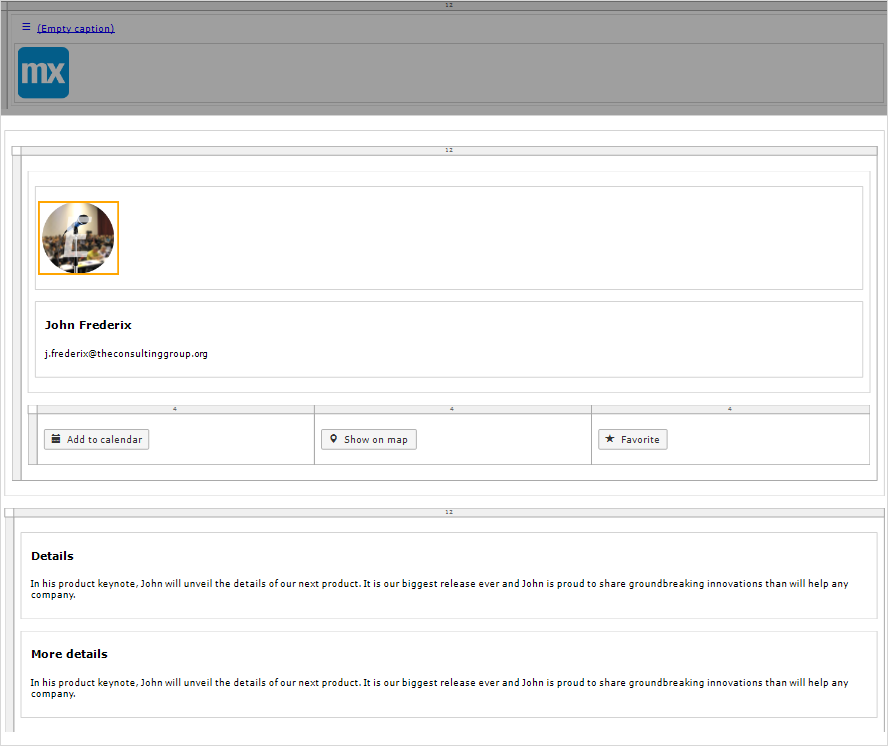 12
(Empty caption)
mx
12
John Frederix
j.frederix@theconsultinggroup.org
4 4 4
Add to calendar Show on map Favorite
12
Details
In his product keynote, John will unveil the details of our next product. It is our biggest release ever and John is proud to share groundbreaking innovations than will help any
company.
More details
In his product keynote, John will unveil the details of our next product. It is our biggest release ever and John is proud to share groundbreaking innovations than will help any
company.